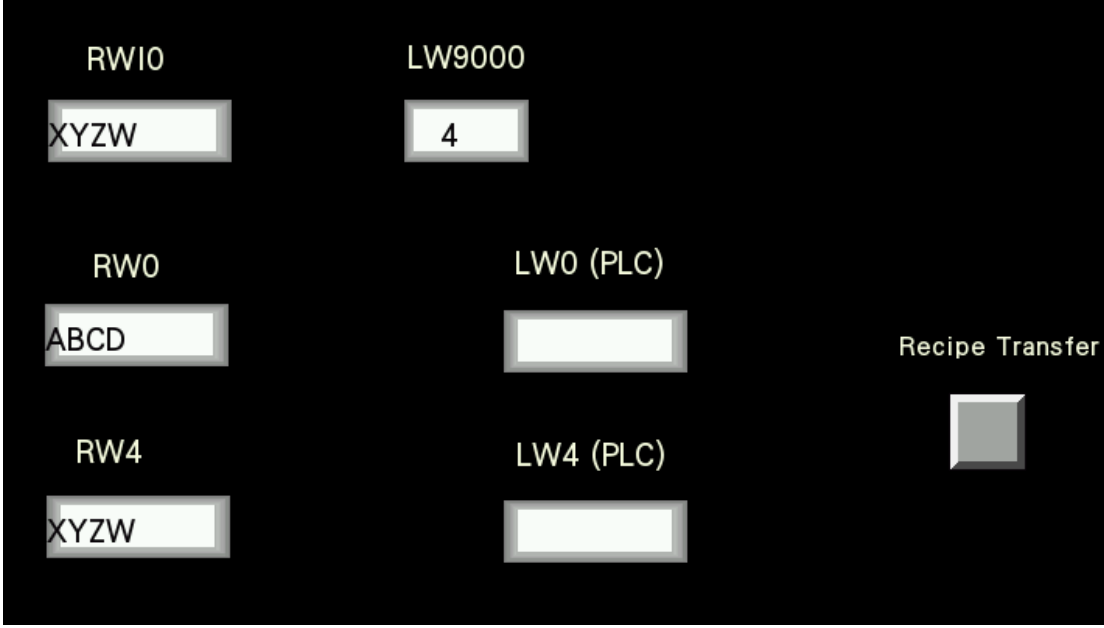 RWI0
LW9000
XYZW
4
RW0
LW0 (PLC)
ABCD
Recipe Transfer
RW4
LW4 (PLC)
XYZW